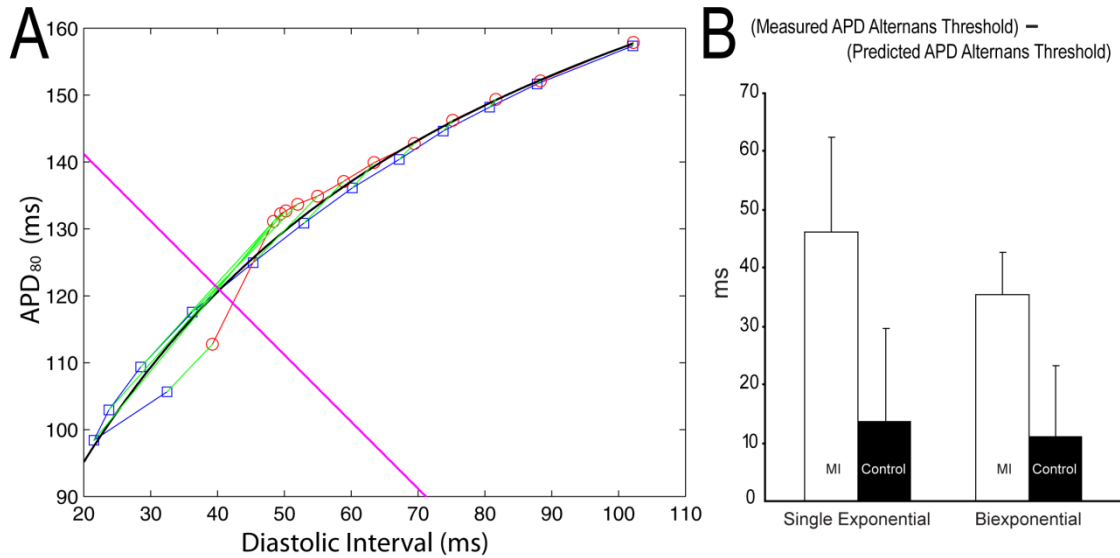 A
160
150
140
130
120
110
100
90
APD80 (ms)
20 30 40 50 60 70 80 90 100 110
Diastolic Interval (ms)
B
(Measured APD Alternans Threshold) –
(Predicted APD Alternans Threshold)
70
60
50
40
30
20
10
0
ms
MI Control MI Control
Single Exponential Biexponential